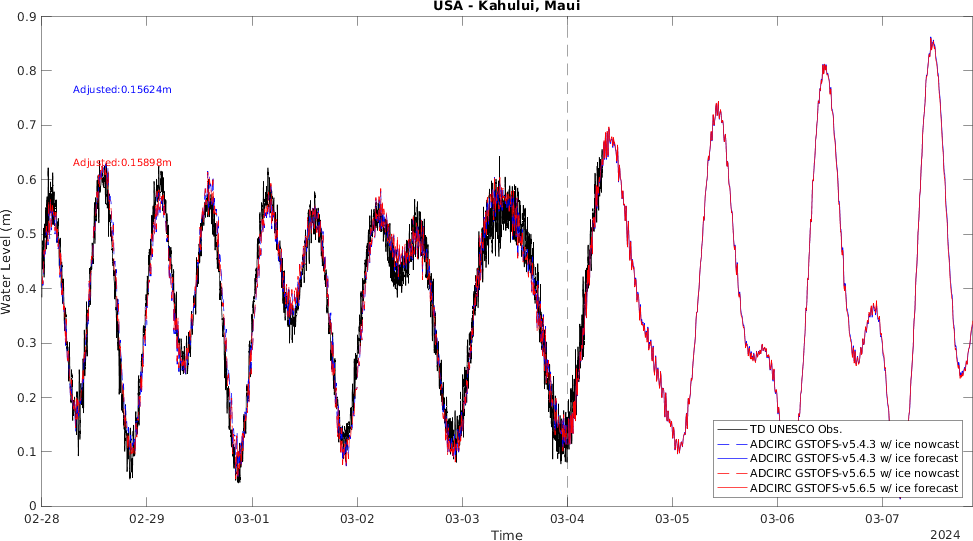 USA - Kahului, Maui
0.9
0.8
0.7
0.6
0.5
0.4
0.3
0.2
0.1
0
Water Level (m)
Adjusted:0.15624m
Adjusted:0.15898m
TD UNESCO Obs.
ADCIRC GSTOFS-v5.4.3 w/ ice nowcast
ADCIRC GSTOFS-v5.4.3 w/ ice forecast
ADCIRC GSTOFS-v5.6.5 w/ ice nowcast
ADCIRC GSTOFS-v5.6.5 w/ ice forecast
02-28 02-29 03-01 03-02 03-03 03-04 03-05 03-06 03-07
Time
2024